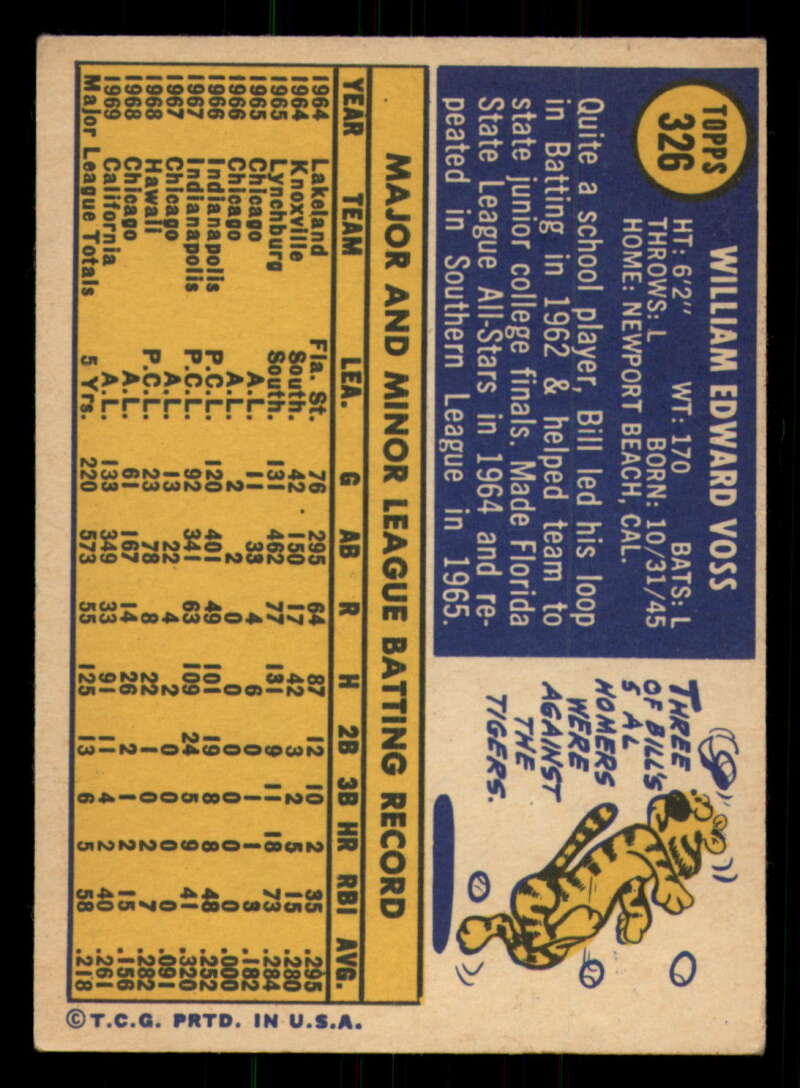 TOPPS
326
WILLIAM EDWARD VOSS
HT: 6'2" WT: 170 BATS: L
THROWS: L BORN: 10/31/45
HOME: NEWPORT BEACH, CAL.
Quite a school player, Bill led his loop
in Batting in 1962 & helped team to
state junior college finals. Made Florida
State League All-Stars in 1964 and re-
peated in Southern League in 1965.
THREE
OF BILL'S
5 AL
HOMERS
WERE
AGAINST
THE
TIGERS.
MAJOR AND MINOR LEAGUE BATTING RECORD
YEAR TEAM LEA. G AB R H 2B 3B HR RBI AVG.
1964 Lakeland Fla. St. 76 295 64 87 12 10 2 35 .295
1964 Knoxville South. 42 150 17 42 3 2 5 15 .280
1965 Lynchburg South. 131 462 77 131 9 11 18 73 .284
1965 Chicago A.L. 11 33 4 6 0 1 1 3 .182
1966 Chicago A.L. 2 2 0 0 0 0 0 0 .000
1966 Indianapolis P.C.L. 120 401 49 101 19 8 8 48 .252
1967 Indianapolis P.C.L. 92 341 63 109 24 5 9 41 .320
1967 Chicago A.L. 13 22 4 2 0 0 0 0 .091
1968 Hawaii P.C.L. 23 78 8 22 1 0 2 7 .282
1968 Chicago A.L. 61 167 14 26 2 1 2 15 .156
1969 California A.L. 133 349 33 91 11 4 2 40 .261
Major League Totals 5 Yrs. 220 573 55 125 13 6 5 58 .218
© T.C.G. PRTD. IN U.S.A.